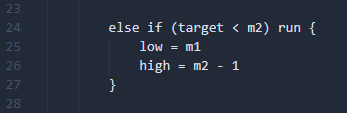 23
24 else if (target < m2) run {
25 low = m1
26 high = m2 - 1
27 }
28